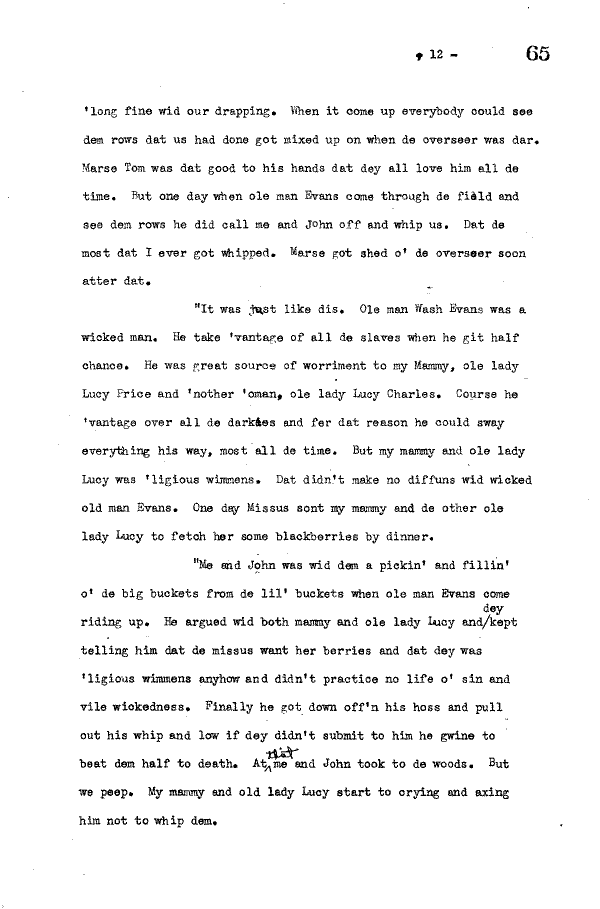 - 12 - 65
'long fine wid our drapping. When it come up everybody could see
dem rows dat us had done got mixed up on when de overseer was dar.
Marse Tom was dat good to his hands dat dey all love him all de
time. But one day when ole man Evans come through de field and
see dem rows he did call me and John off and whip us. Dat de
most dat I ever got whipped. Marse got shed o' de overseer soon
atter dat.
"It was just like dis. Ole man Wash Evans was a
wicked man. He take 'vantage of all de slaves when he git half
chance. He was great source of worriment to my Mammy, ole lady
Lucy Price and 'nother 'oman, ole lady Lucy Charles. Course he
'vantage over all de darkies and fer dat reason he could sway
everything his way, most all de time. But my mammy and ole lady
Lucy was 'ligious wimmens. Dat didn't make no diffuns wid wicked
old man Evans. One day Missus sont my mammy and de other ole
lady Lucy to fetch her some blackberries by dinner.
"Me and John was wid dem a pickin' and fillin'
o' de big buckets from de lil' buckets when ole man Evans come
dey
riding up. He argued wid both mammy and ole lady Lucy and/kept
telling him dat de missus want her berries and dat dey was
'ligious wimmens anyhow and didn't practice no life o' sin and
vile wickedness. Finally he got down off'n his hoss and pull
out his whip and low if dey didn't submit to him he gwine to
dat
beat dem half to death. At me and John took to de woods. But
we peep. My mammy and old lady Lucy start to crying and axing
him not to whip dem.